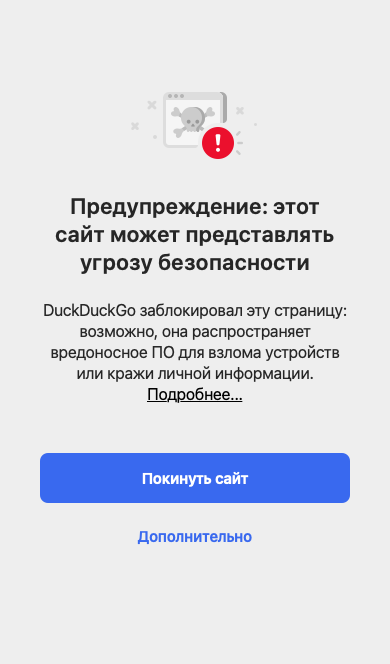 Предупреждение: этот
сайт может представлять
угрозу безопасности
DuckDuckGo заблокировал эту страницу:
возможно, она распространяет
вредоносное ПО для взлома устройств
или кражи личной информации.
Подробнее...
Покинуть сайт
Дополнительно